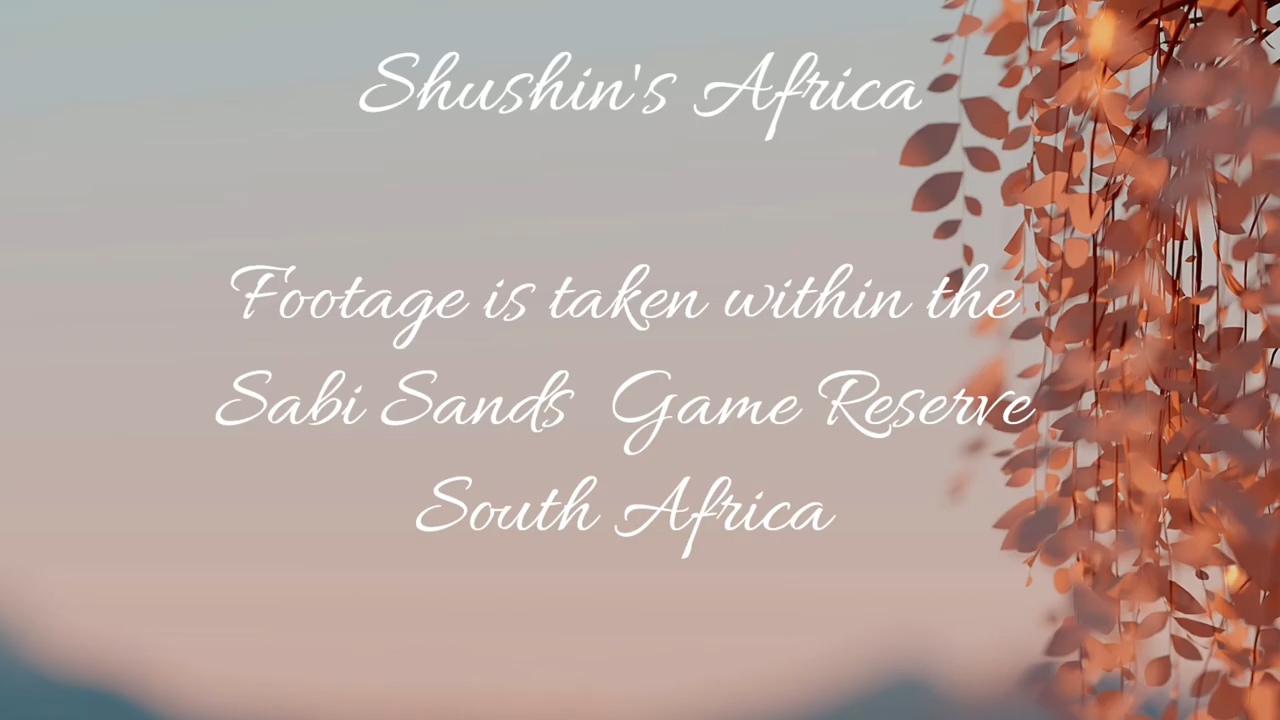 Shushin's Africa
Footage is taken within the
Sabi Sands Game Reserve
South Africa